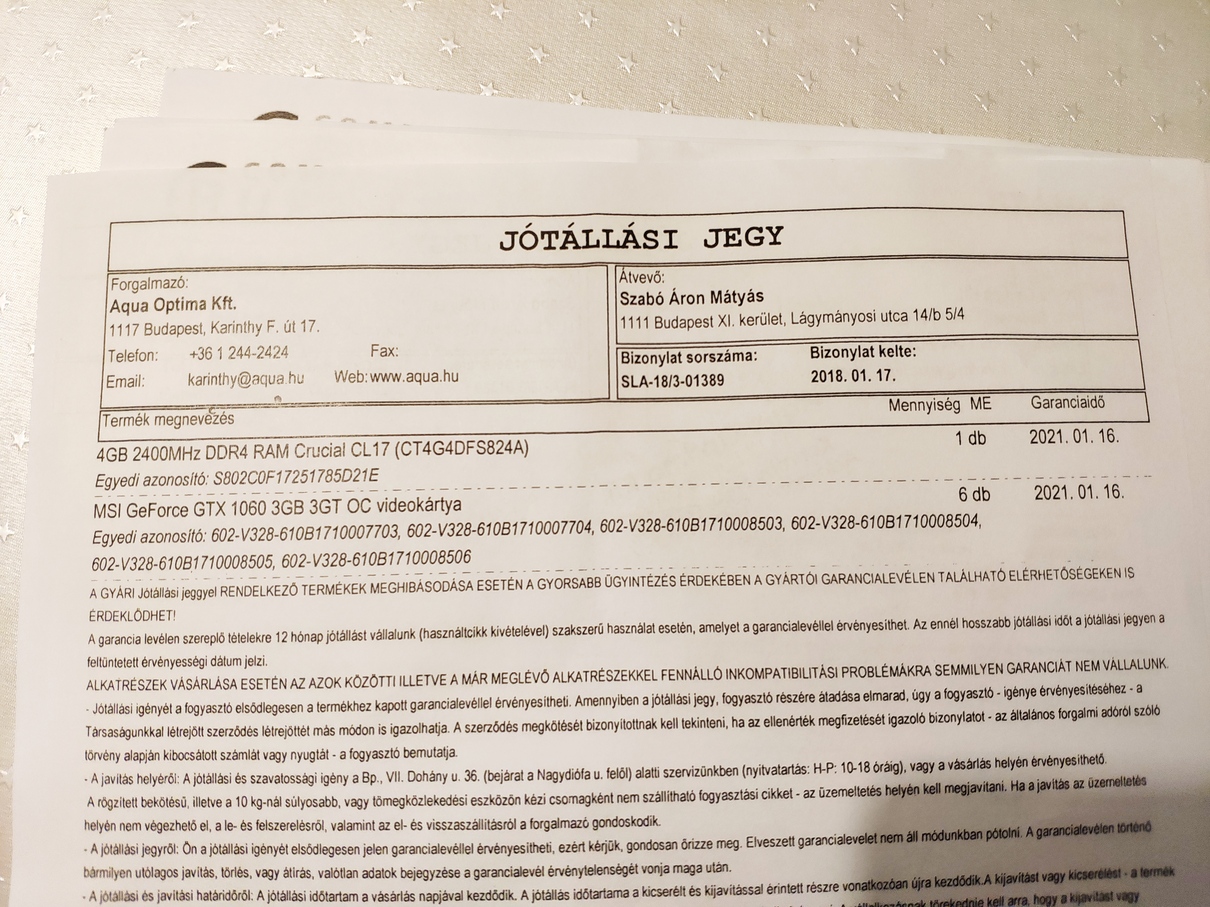 JÓTÁLLÁSI JEGY
Forgalmazó:
Aqua Optima Kft.
1117 Budapest, Karinthy F. út 17.
Telefon: +36 1 244-2424 Fax:
Email: karinthy@aqua.hu Web: www.aqua.hu
Átvevő:
Szabó Áron Mátyás
1111 Budapest XI. kerület, Lágymányosi utca 14/b 5/4
Bizonylat sorszáma: Bizonylat kelte:
SLA-18/3-01389 2018. 01. 17.
Termék megnevezés Mennyiség ME Garanciaidő
4GB 2400MHz DDR4 RAM Crucial CL17 (CT4G4DFS824A) 1 db 2021. 01. 16.
Egyedi azonosító: S802C0F17251785D21E
MSI GeForce GTX 1060 3GB 3GT OC videokártya 6 db 2021. 01. 16.
Egyedi azonosító: 602-V328-610B1710007703, 602-V328-610B1710007704, 602-V328-610B1710008503, 602-V328-610B1710008504,
602-V328-610B1710008505, 602-V328-610B1710008506
A GYÁRI Jótállási jeggyel RENDELKEZŐ TERMÉKEK MEGHIBÁSODÁSA ESETÉN A GYORSABB ÜGYINTÉZÉS ÉRDEKÉBEN A GYÁRTÓI GARANCIALEVÉLEN TALÁLHATÓ ELÉRHETŐSÉGEKEN IS
ÉRDEKLŐDHET!
A garancia levélen szereplő tételekre 12 hónap jótállást vállalunk (használtcikk kivételével) szakszerű használat esetén, amelyet a garancialevéllel érvényesíthet. Az ennél hosszabb jótállási időt a jótállási jegyen a
feltüntetett érvényességi dátum jelzi.
ALKATRÉSZEK VÁSÁRLÁSA ESETÉN AZ AZOK KÖZÖTTI ILLETVE A MÁR MEGLÉVŐ ALKATRÉSZEKKEL FENNÁLLÓ INKOMPATIBILITÁSI PROBLÉMÁKRA SEMMILYEN GARANCIÁT NEM VÁLLALUNK.
- Jótállási igényét a fogyasztó elsődlegesen a termékhez kapott garancialevéllel érvényesítheti. Amennyiben a jótállási jegy, fogyasztó részére átadása elmarad, úgy a fogyasztó - igénye érvényesítéséhez - a
Társaságunkkal létrejött szerződés létrejöttét más módon is igazolhatja. A szerződés megkötését bizonyítottnak kell tekinteni, ha az ellenérték megfizetését igazoló bizonylatot - az általános forgalmi adóról szóló
törvény alapján kibocsátott számlát vagy nyugtát - a fogyasztó bemutatja.
- A javítás helyéről: A jótállási és szavatossági igény a Bp., VII. Dohány u. 36. (bejárat a Nagydiófa u. felől) alatti szervizünkben (nyitvatartás: H-P: 10-18 óráig), vagy a vásárlás helyén érvényesíthető.
A rögzített bekötésű, illetve a 10 kg-nál súlyosabb, vagy tömegközlekedési eszközön kézi csomagként nem szállítható fogyasztási cikket - az üzemeltetés helyén kell megjavítani. Ha a javítás az üzemeltetés
helyén nem végezhető el, a le- és felszerelésről, valamint az el- és visszaszállításról a forgalmazó gondoskodik.
- A jótállási jegyről: Ön a jótállási igényét elsődlegesen jelen garancialevéllel érvényesítheti, ezért kérjük, gondosan őrizze meg. Elveszett garancialevelet nem áll módunkban pótolni. A garancialevélen történő
bármilyen utólagos javítás, törlés, vagy átírás, valótlan adatok bejegyzése a garancialevél érvénytelenségét vonja maga után.
- A jótállási és javítási határidőről: A jótállási időtartam a vásárlás napjával kezdődik. A jótállás időtartama a kicserélt és kijavítással érintett részre vonatkozóan újra kezdődik.A kijavítást vagy kicserélést - a termék
törekednie kell arra, hogy a kijavítást vagy